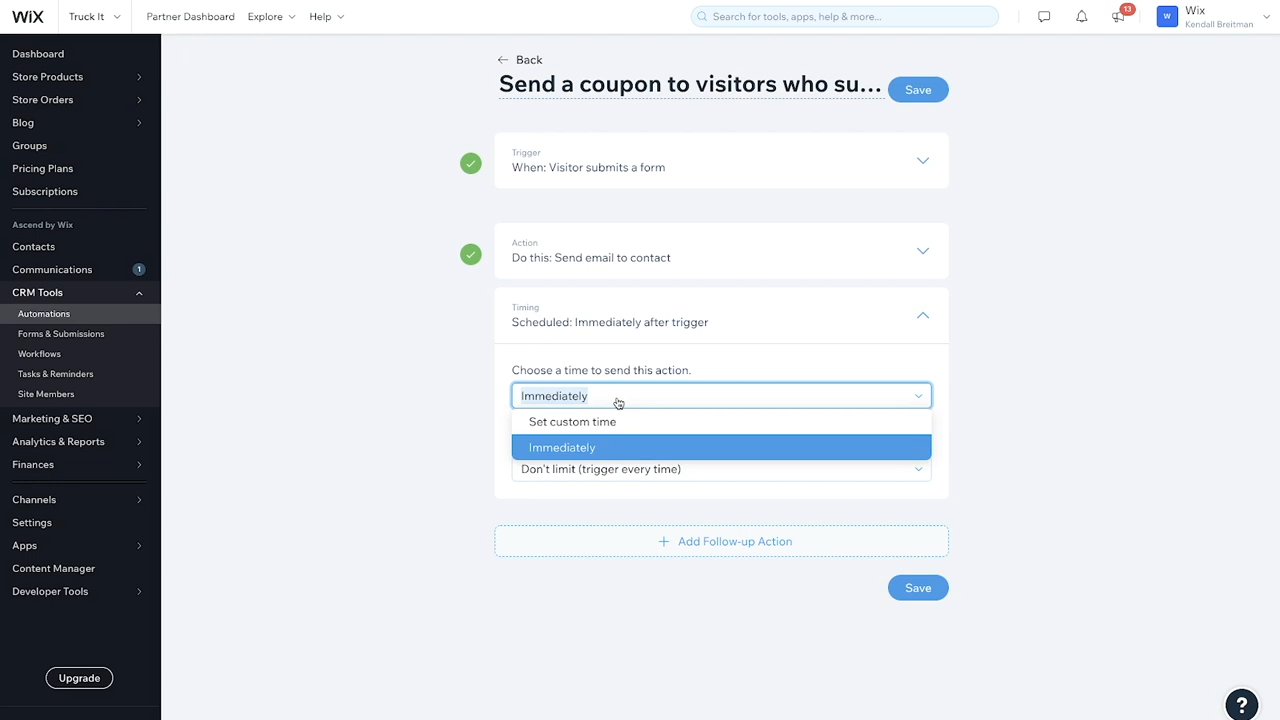 WiX
Truck It
Partner Dashboard
Explore
Help
Search for tools, apps, help & more...
13
W
Wix
Kendall Breitman
Dashboard
Store Products
Store Orders
Blog
Groups
Pricing Plans
Subscriptions
Ascend by Wix
Contacts
Communications
1
CRM Tools
Automations
Forms & Submissions
Workflows
Tasks & Reminders
Site Members
Marketing & SEO
Analytics & Reports
Finances
Channels
Settings
Apps
Content Manager
Developer Tools
Upgrade
Back
Send a coupon to visitors who su...
Save
Trigger
When: Visitor submits a form
Action
Do this: Send email to contact
Timing
Scheduled: Immediately after trigger
Choose a time to send this action.
Immediately
Set custom time
Immediately
Don't limit (trigger every time)
+ Add Follow-up Action
Save
?